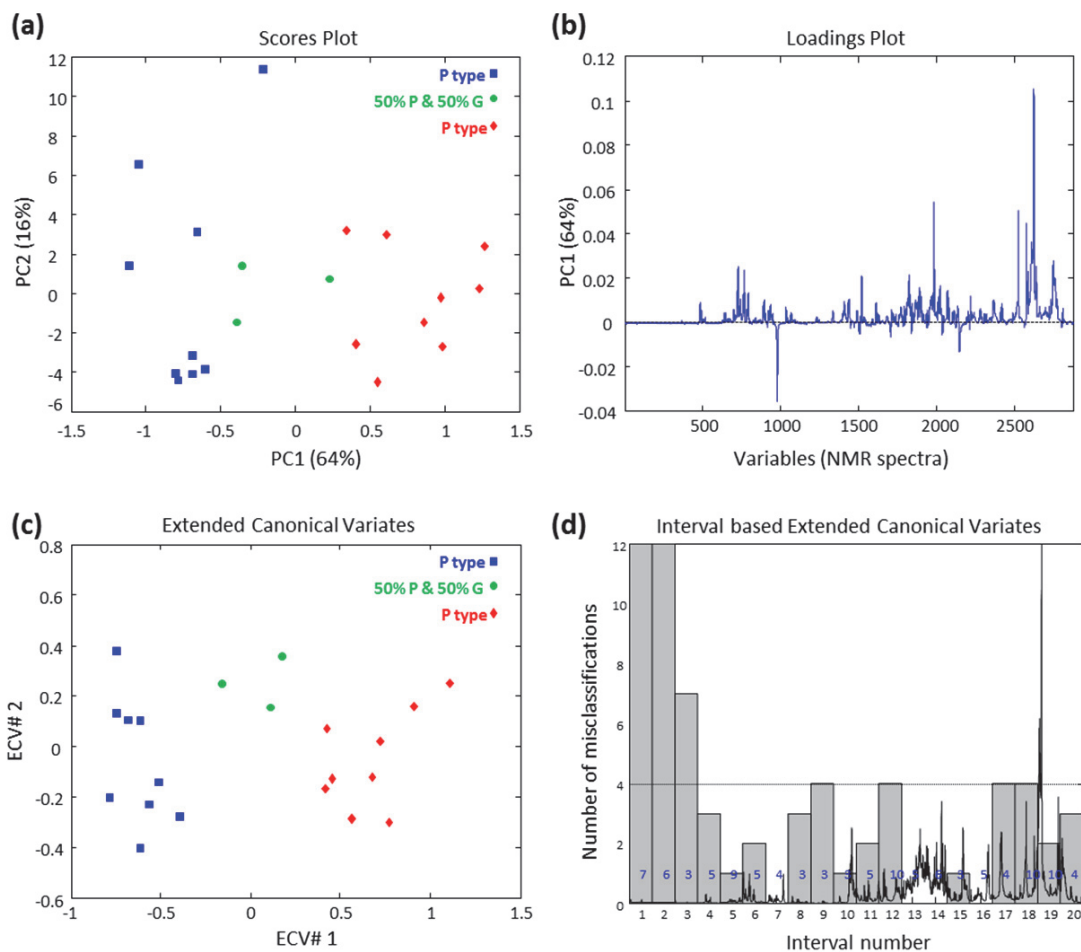 (a)
Scores Plot
P type
50% P & 50% G
P type
12
10
8
6
4
2
0
-2
-4
-6
PC2 (16%)
-1.5 -1 -0.5 0 0.5 1 1.5
PC1 (64%)
(b)
Loadings Plot
0.1
0.08
0.06
0.04
0.02
0
-0.02
-0.04
PC1 (64%)
500 1000 1500 2000 2500
Variables (NMR spectra)
(c)
Extended Canonical Variates
P type
50% P & 50% G
P type
0.8
0.6
0.4
0.2
0
-0.2
-0.4
-0.6
ECV# 2
-1 -0.5 0 0.5 1 1.5
ECV# 1
(d)
Interval based Extended Canonical Variates
12
10
8
6
4
2
0
Number of misclassifications
7 6 3 5 9 5 4 3 3 5 10 5 4 10 10 4
1 2 3 4 5 6 7 8 9 10 11 12 13 14 15 16 17 18 19 20
Interval number